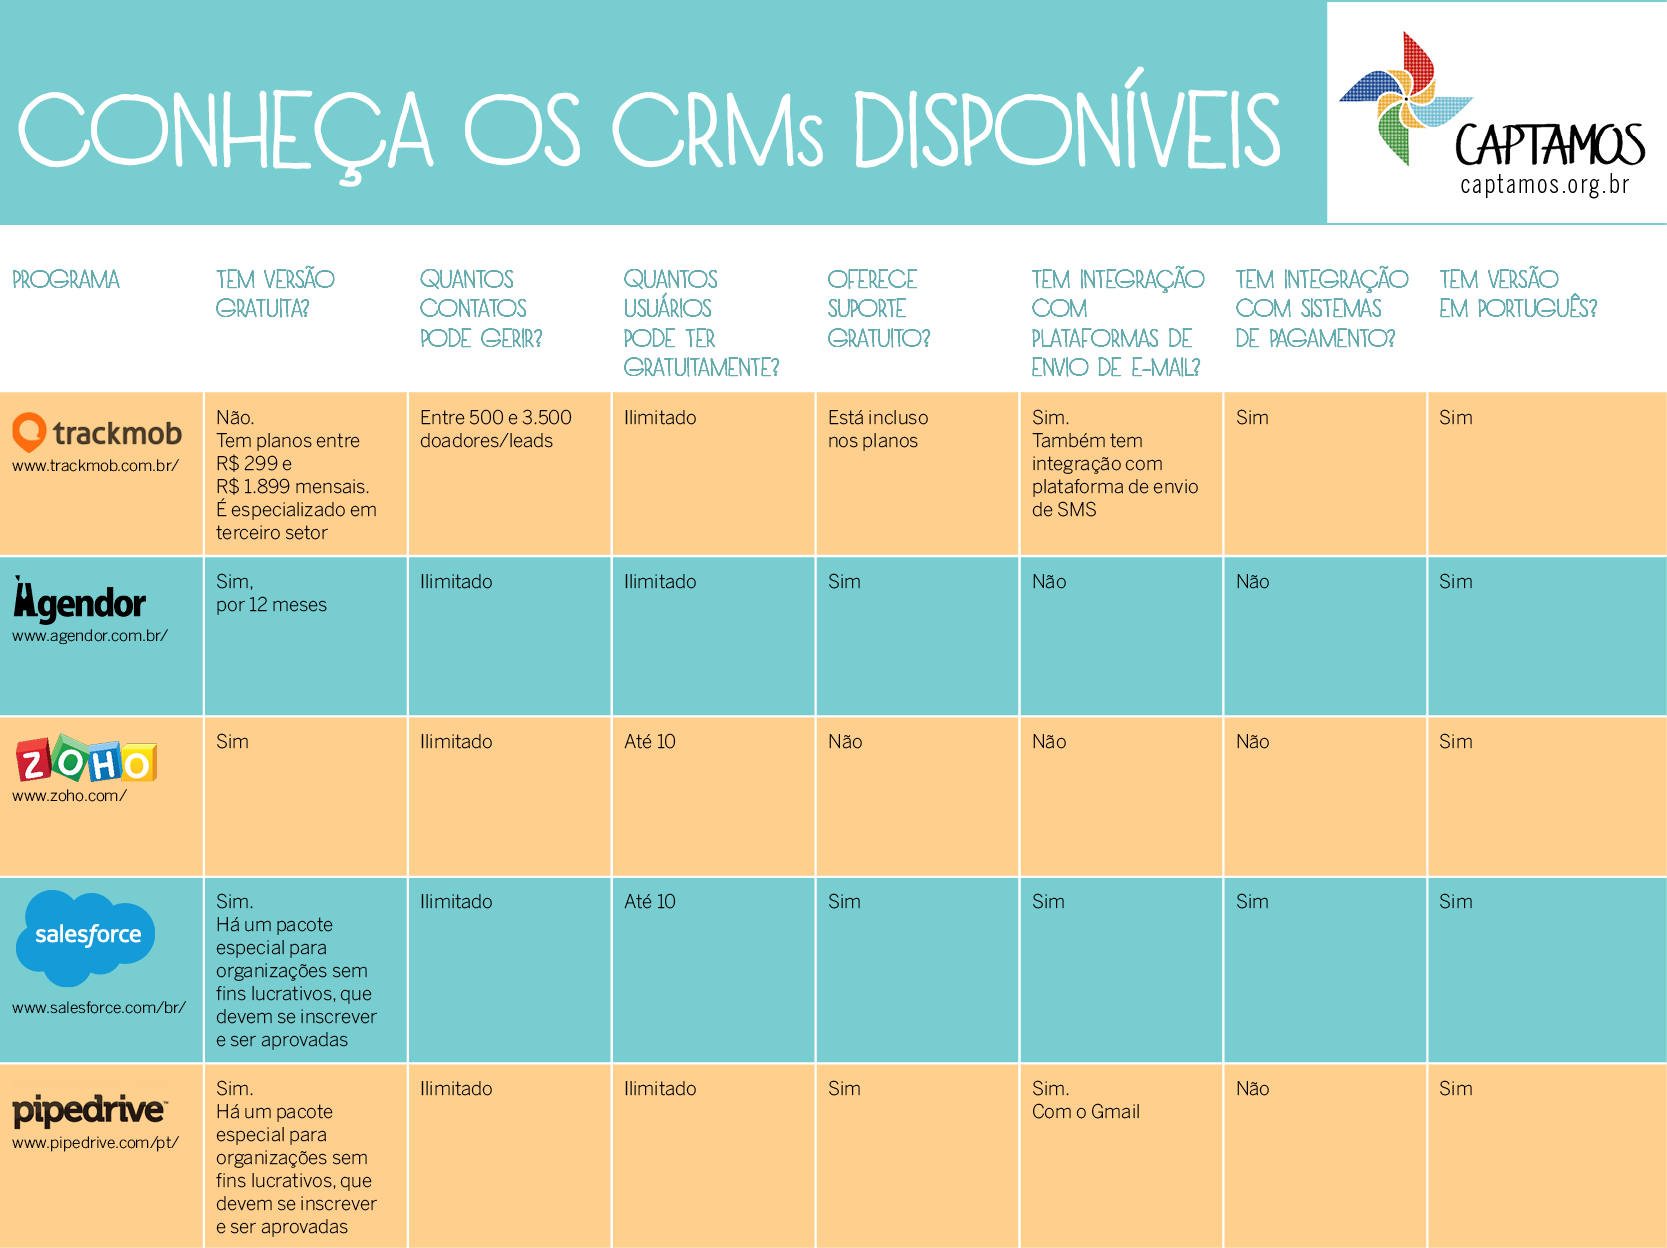 CONHEÇA OS CRMs DISPONÍVEIS
CAPTAMOS
captamos.org.br
PROGRAMA
TEM VERSÃO
GRATUITA?
QUANTOS
CONTATOS
PODE GERIR?
QUANTOS
USUÁRIOS
PODE TER
GRATUITAMENTE?
OFERECE
SUPORTE
GRATUITO?
TEM INTEGRAÇÃO
COM
PLATAFORMAS DE
ENVIO DE E-MAIL?
TEM INTEGRAÇÃO
COM SISTEMAS
DE PAGAMENTO?
TEM VERSÃO
EM PORTUGUÊS?
trackmob
www.trackmob.com.br/
Não.
Tem planos entre
R$ 299 e
R$ 1.899 mensais.
É especializado em
terceiro setor
Entre 500 e 3.500
doadores/leads
Ilimitado
Está incluso
nos planos
Sim.
Também tem
integração com
plataforma de envio
de SMS
Sim
Sim
Agendor
www.agendor.com.br/
Sim,
por 12 meses
Ilimitado
Ilimitado
Sim
Não
Não
Sim
ZOHO
www.zoho.com/
Sim
Ilimitado
Até 10
Não
Não
Não
Sim
salesforce
www.salesforce.com/br/
Sim.
Há um pacote
especial para
organizações sem
fins lucrativos, que
devem se inscrever
e ser aprovadas
Ilimitado
Até 10
Sim
Sim
Sim
Sim
pipedrive™
www.pipedrive.com/pt/
Sim.
Há um pacote
especial para
organizações sem
fins lucrativos, que
devem se inscrever
e ser aprovadas
Ilimitado
Ilimitado
Sim
Sim.
Com o Gmail
Não
Sim